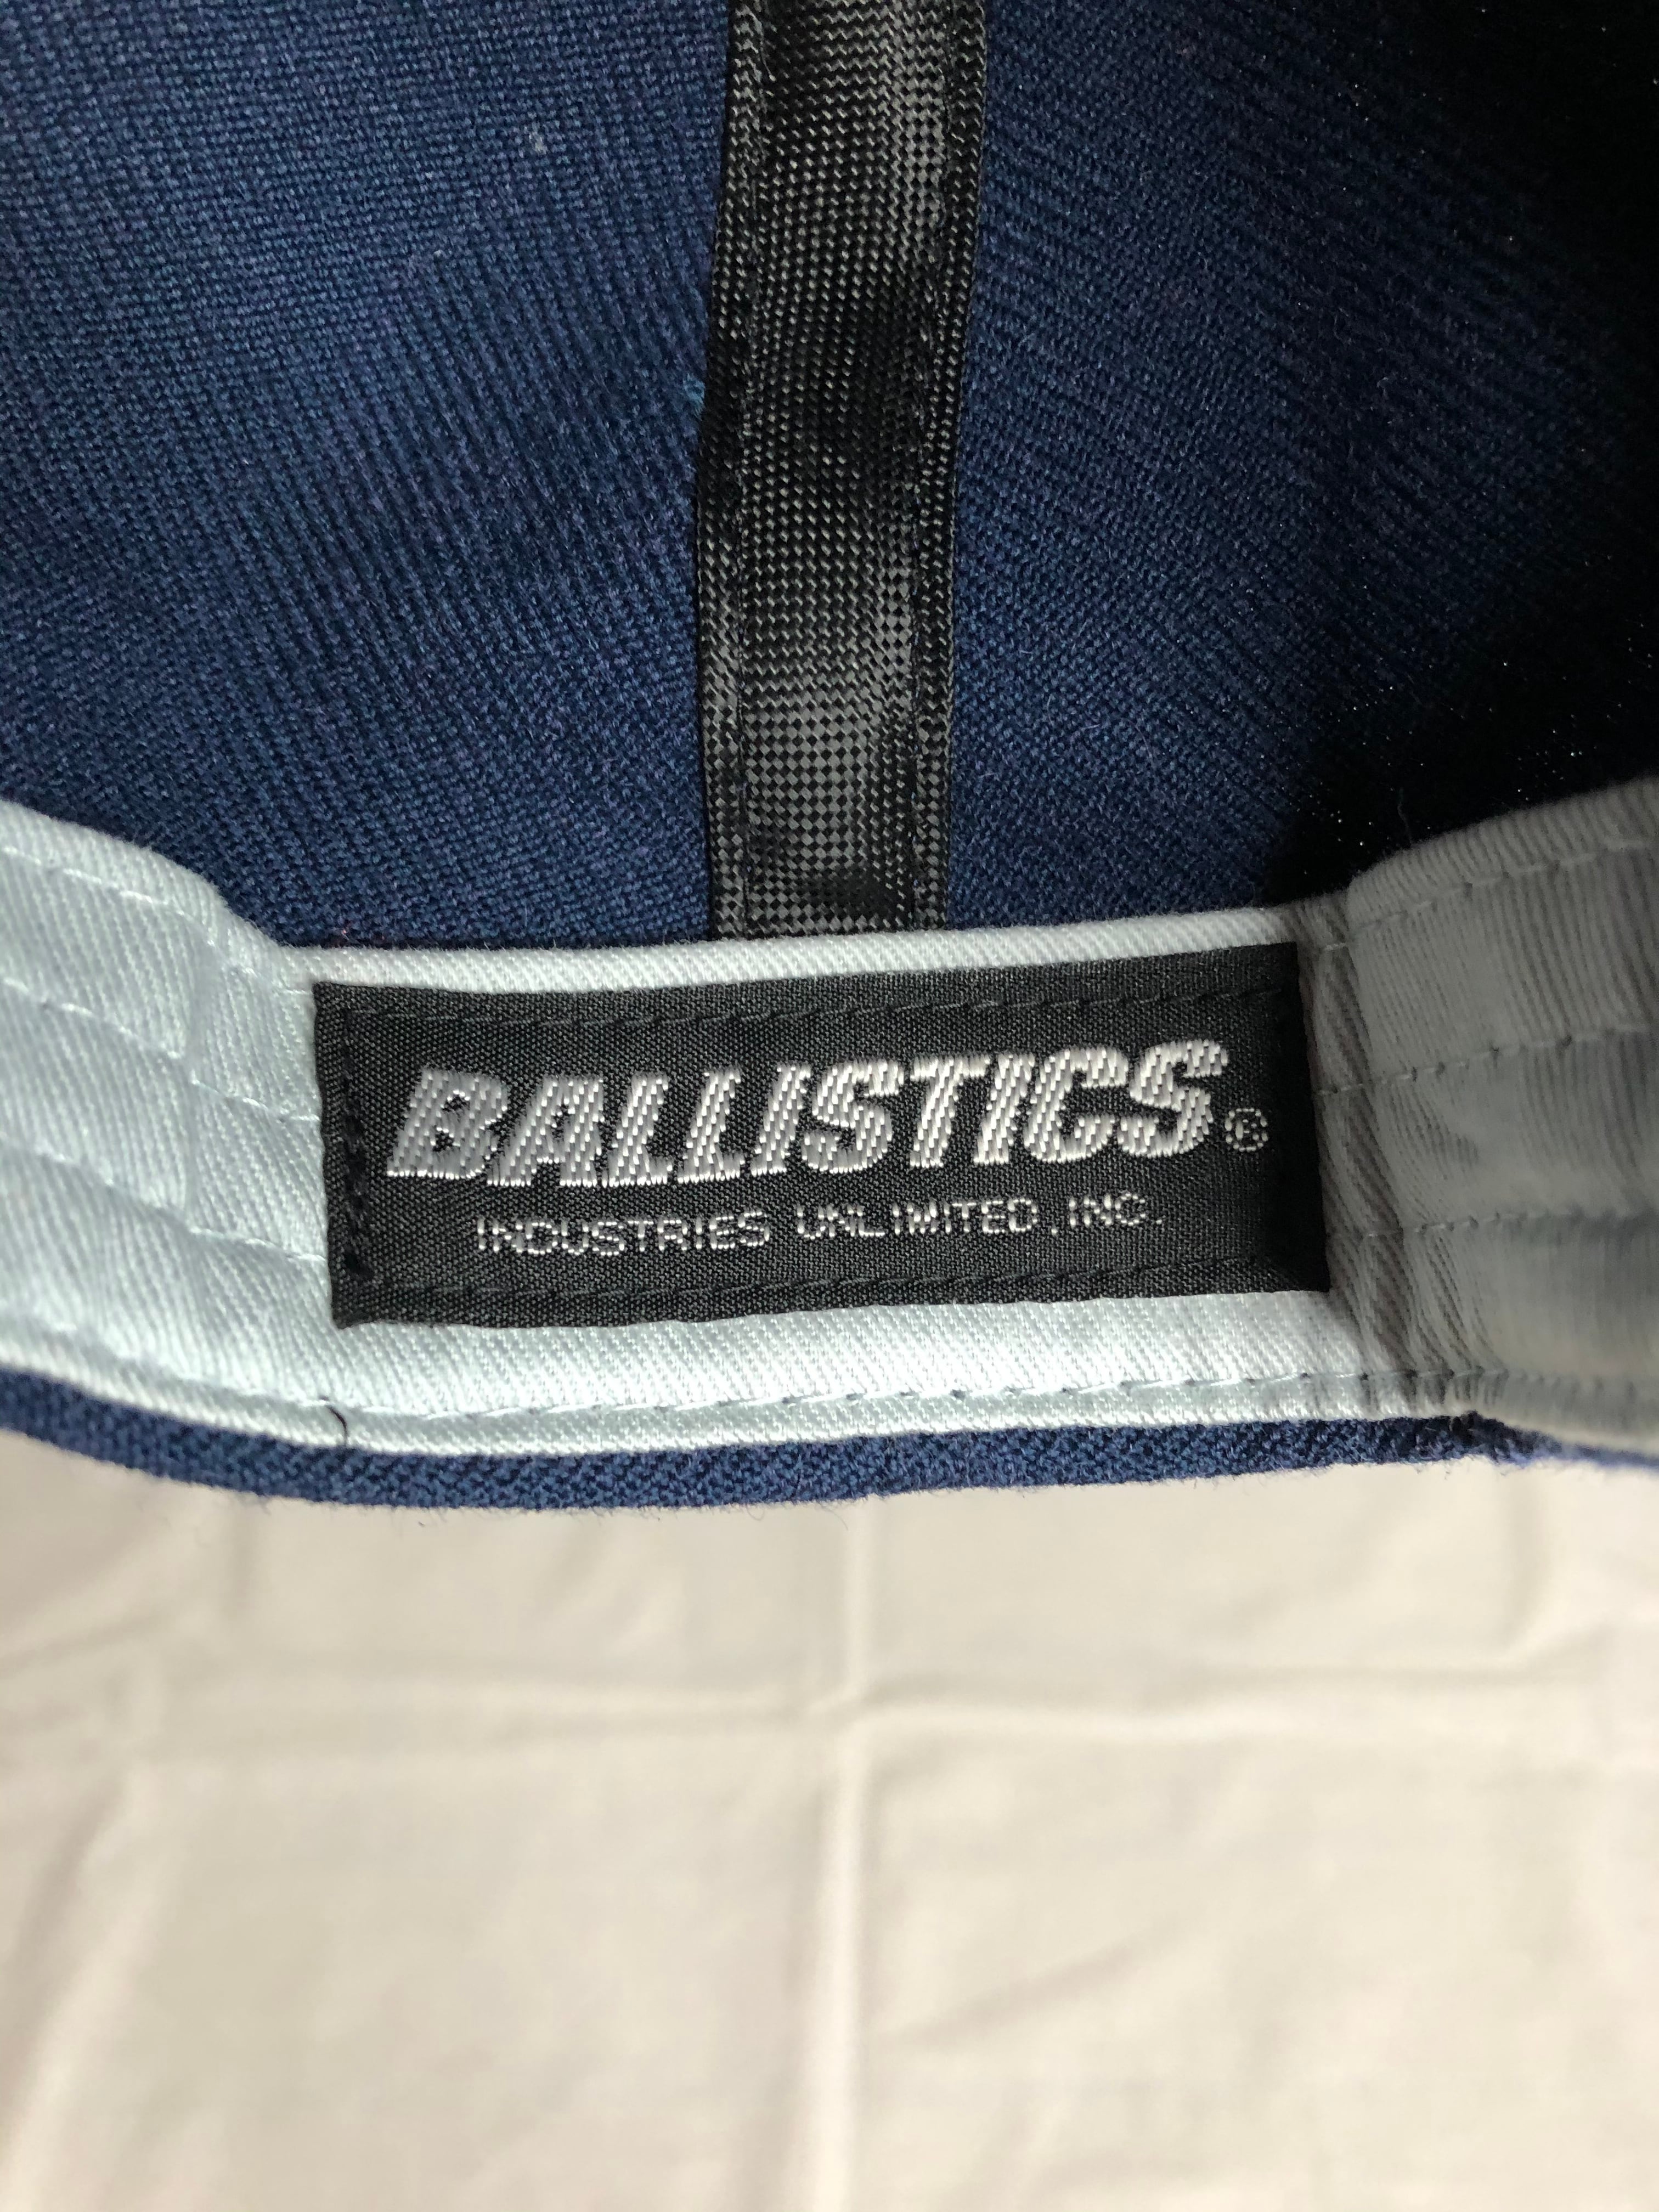 BALLISTICS®
INDUSTRIES UNLIMITED, INC.